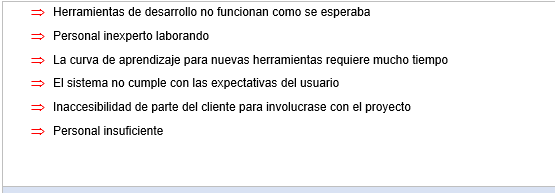 ⇒ Herramientas de desarrollo no funcionan como se esperaba
⇒ Personal inexperto laborando
⇒ La curva de aprendizaje para nuevas herramientas requiere mucho tiempo
⇒ El sistema no cumple con las expectativas del usuario
⇒ Inaccesibilidad de parte del cliente para involucrase con el proyecto
⇒ Personal insuficiente